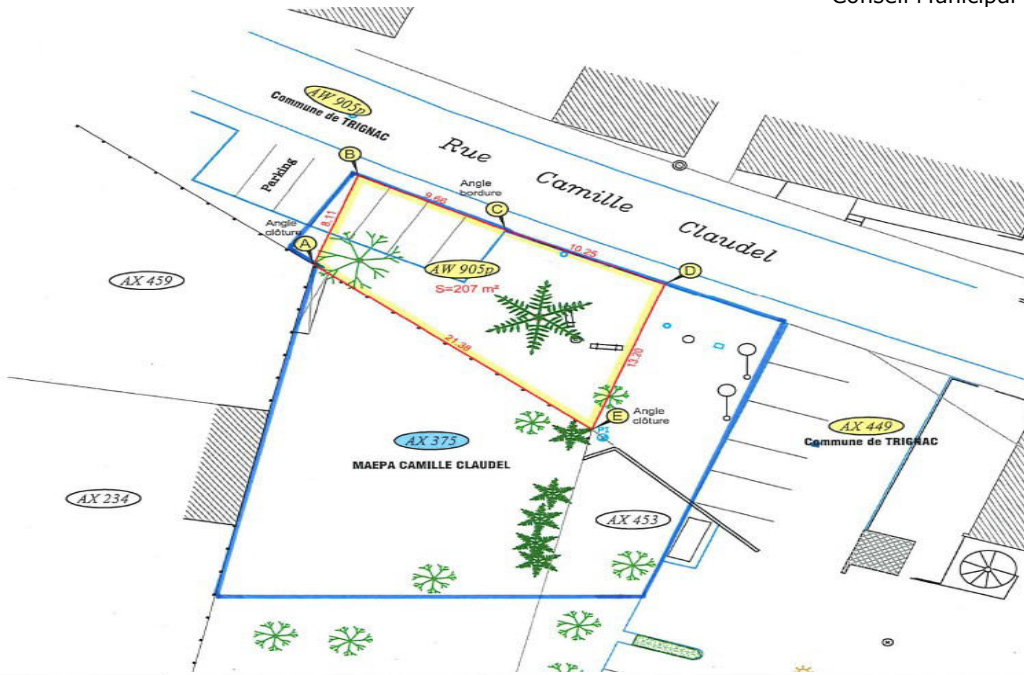 Conseil Municipal
AW 905p
Commune de TRIGNAC
Rue Camille Claudel
Parking
B
Angle
bordure
C
9.66
8.11
Angle
clôture
A
10.25
D
AW 905p
S=207 m²
AX 459
21.38
13.20
E
Angle
clôture
AX 449
Commune de TRIGNAC
AX 375
MAEPA CAMILLE CLAUDEL
AX 234
AX 453